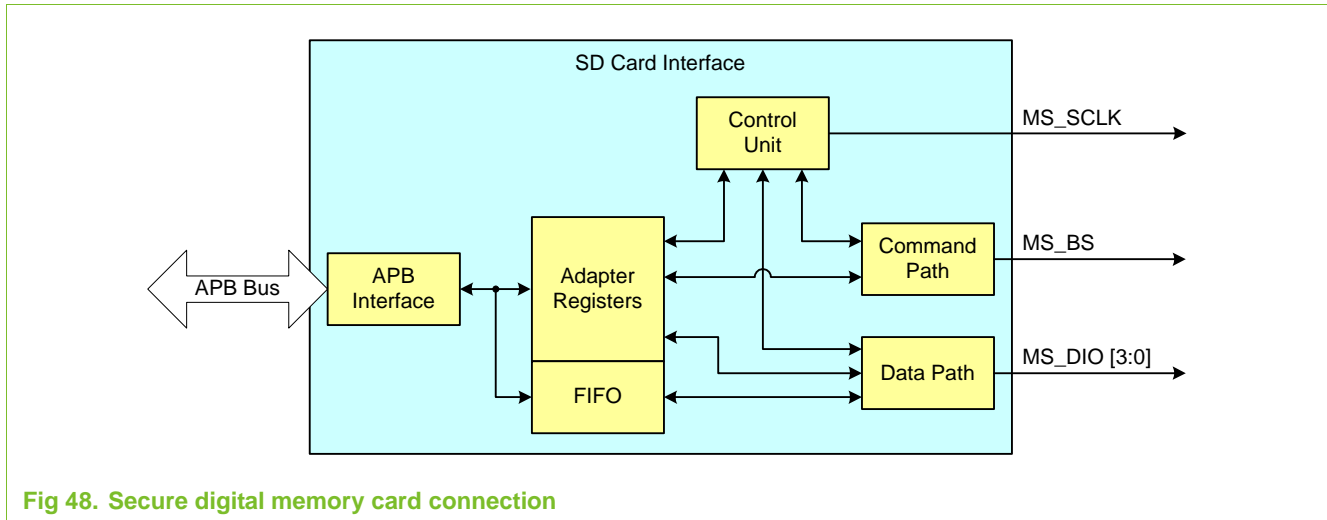 SD Card Interface
Control
Unit
MS_SCLK
APB Bus
APB
Interface
Adapter
Registers
FIFO
Command
Path
MS_BS
Data Path
MS_DIO [3:0]
Fig 48. Secure digital memory card connection